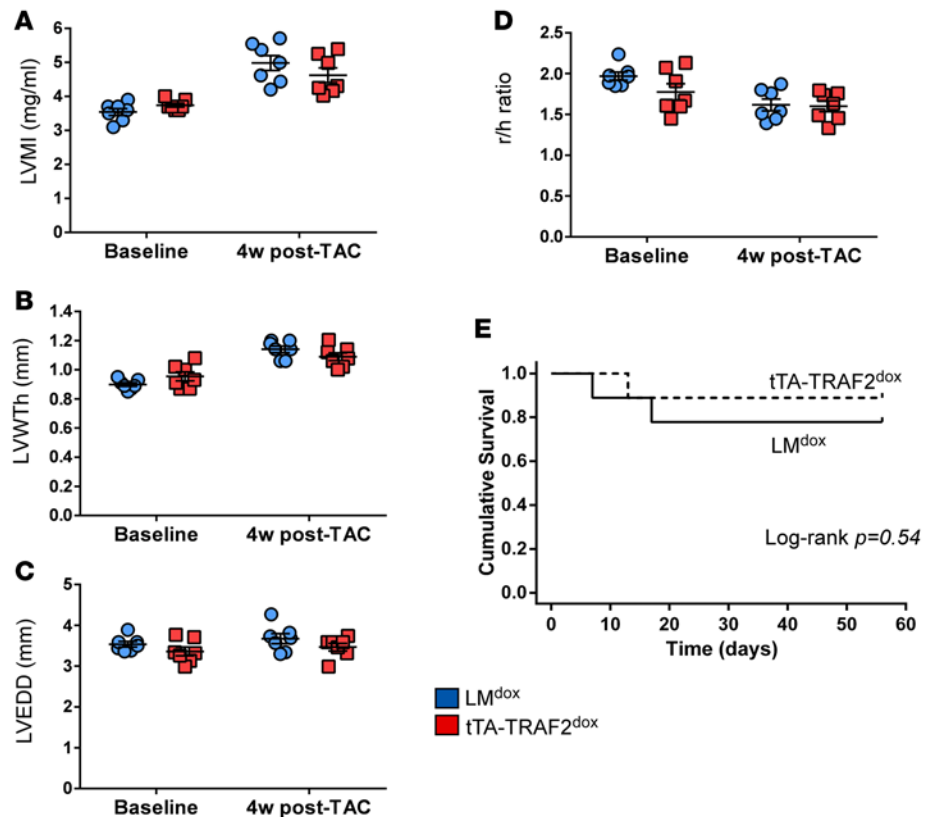 A
LVMI (mg/ml)
6
5
4
3
2
1
0
Baseline
4w post-TAC
B
LVWTh (mm)
1.4
1.2
1.0
0.8
0.6
0.4
0.2
0.0
Baseline
4w post-TAC
C
LVEDD (mm)
5
4
3
2
1
0
Baseline
4w post-TAC
D
r/h ratio
2.5
2.0
1.5
1.0
0.5
0.0
Baseline
4w post-TAC
E
Cumulative Survival
1.0
0.8
0.6
0.4
0.2
0.0
tTA-TRAF2dox
LMdox
Log-rank p=0.54
0 10 20 30 40 50 60
Time (days)
LMdox
tTA-TRAF2dox